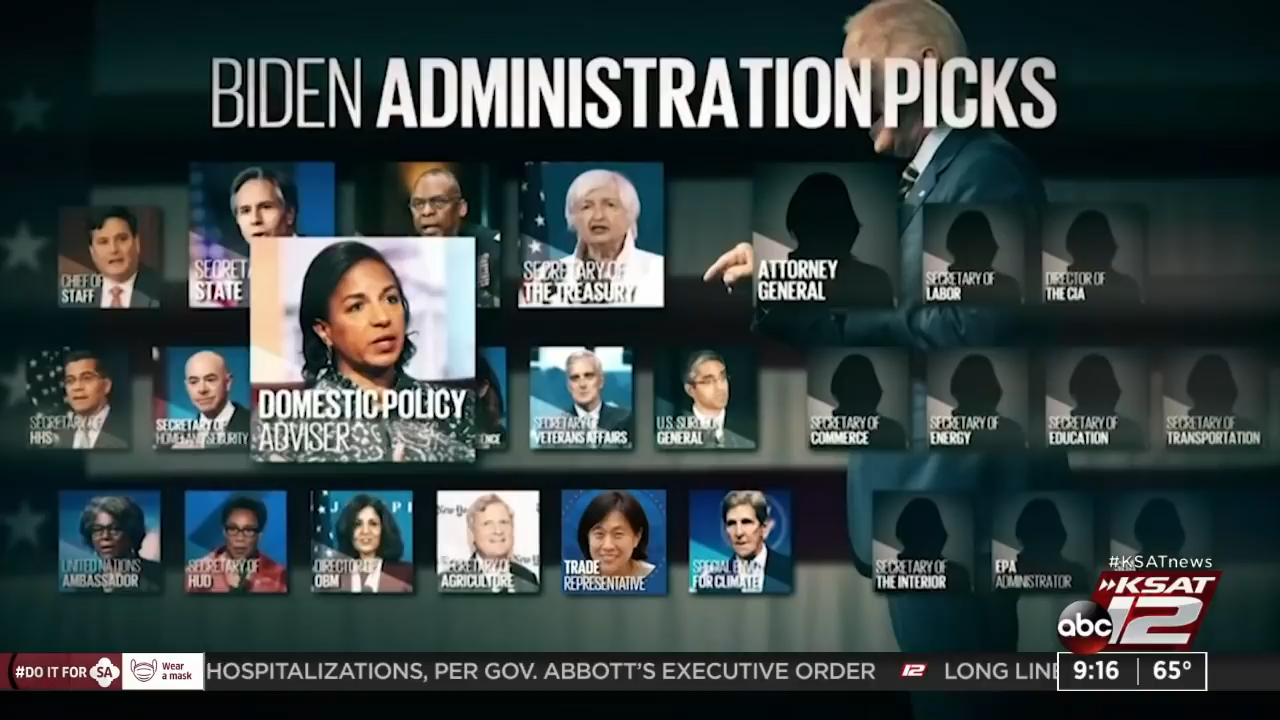 BIDEN ADMINISTRATION PICKS
CHIEF OF
STAFF
SECRETA
STATE
SECRETARY OF
THE TREASURY
ATTORNEY
GENERAL
SECRETARY OF
LABOR
DIRECTOR OF
THE CIA
SECRETARY OF
HHS
SECRETARY OF
HOMELAND SECURITY
DOMESTIC POLICY
ADVISER
SECRETARY OF
VETERANS AFFAIRS
U.S. SURGEON
GENERAL
SECRETARY OF
COMMERCE
SECRETARY OF
ENERGY
SECRETARY OF
EDUCATION
SECRETARY OF
TRANSPORTATION
UNITED NATIONS
AMBASSADOR
SECRETARY OF
HUD
DIRECTOR OF
OBM
SECRETARY OF
AGRICULTURE
TRADE
REPRESENTATIVE
SPECIAL ENVOY
FOR CLIMATE
SECRETARY OF
THE INTERIOR
EPA
ADMINISTRATOR
#KSATnews
KSAT
abc 12
#DO IT FOR SA
Wear
a mask
HOSPITALIZATIONS, PER GOV. ABBOTT'S EXECUTIVE ORDER 12 LONG LINE
9:16 65°